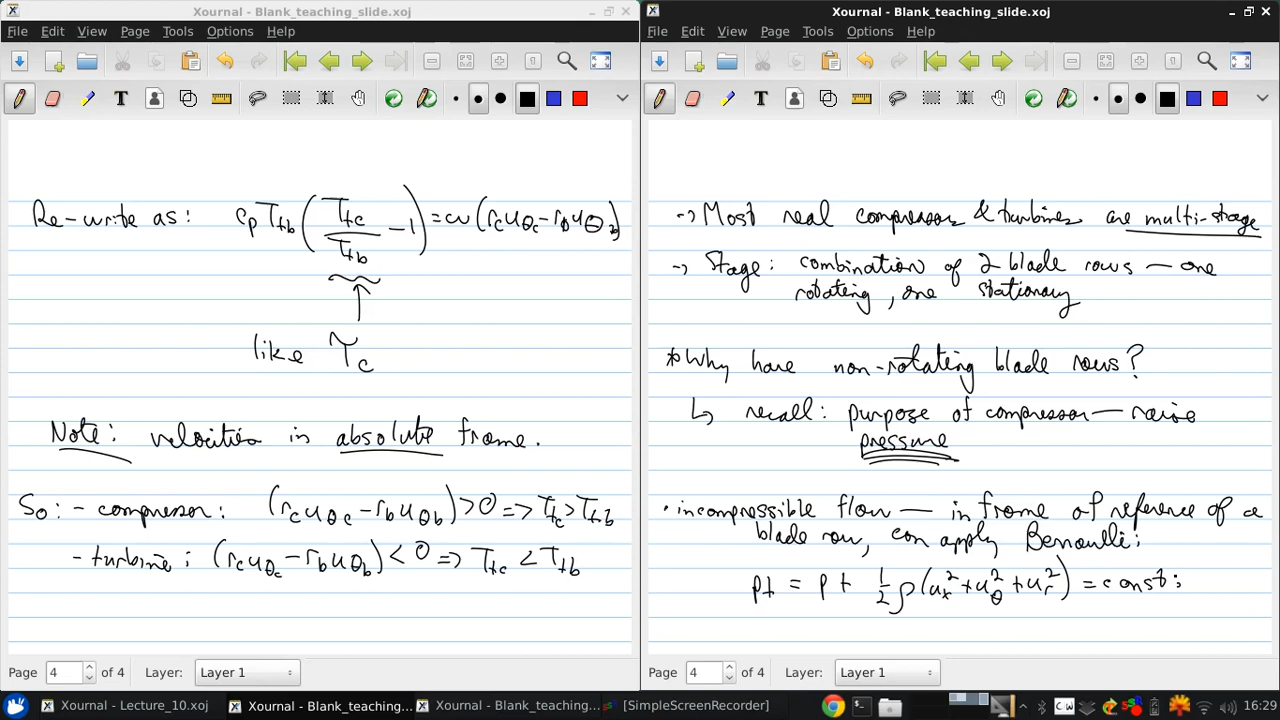 Xournal - Blank_teaching_slide.xoj
File Edit View Page Tools Options Help
Re-write as: cpTtb(Ttc/Ttb - 1) = ω(rcuθc - rbuθb)
like τc
Note: velocities in absolute frame.
So: - compressor: (rcuθc - rbuθb) > 0 => Ttc > Ttb
- turbine: (rcuθc - rbuθb) < 0 => Ttc < Ttb
Page 4 of 4 Layer: Layer 1
Xournal - Blank_teaching_slide.xoj
File Edit View Page Tools Options Help
-> Most real compressors & turbines are multi-stage
-> Stage: combination of 2 blade rows — one
rotating, one stationary
* Why have non-rotating blade rows?
↳ recall: purpose of compressor — raise
pressure
• incompressible flow — in frame of reference of a
blade row, can apply Bernoulli:
pt = p + 1/2 ρ(ux² + uθ² + ur²) = const:
Page 4 of 4 Layer: Layer 1
Xournal - Lecture_10.xoj
Xournal - Blank_teaching...
Xournal - Blank_teaching...
[SimpleScreenRecorder]
16:29